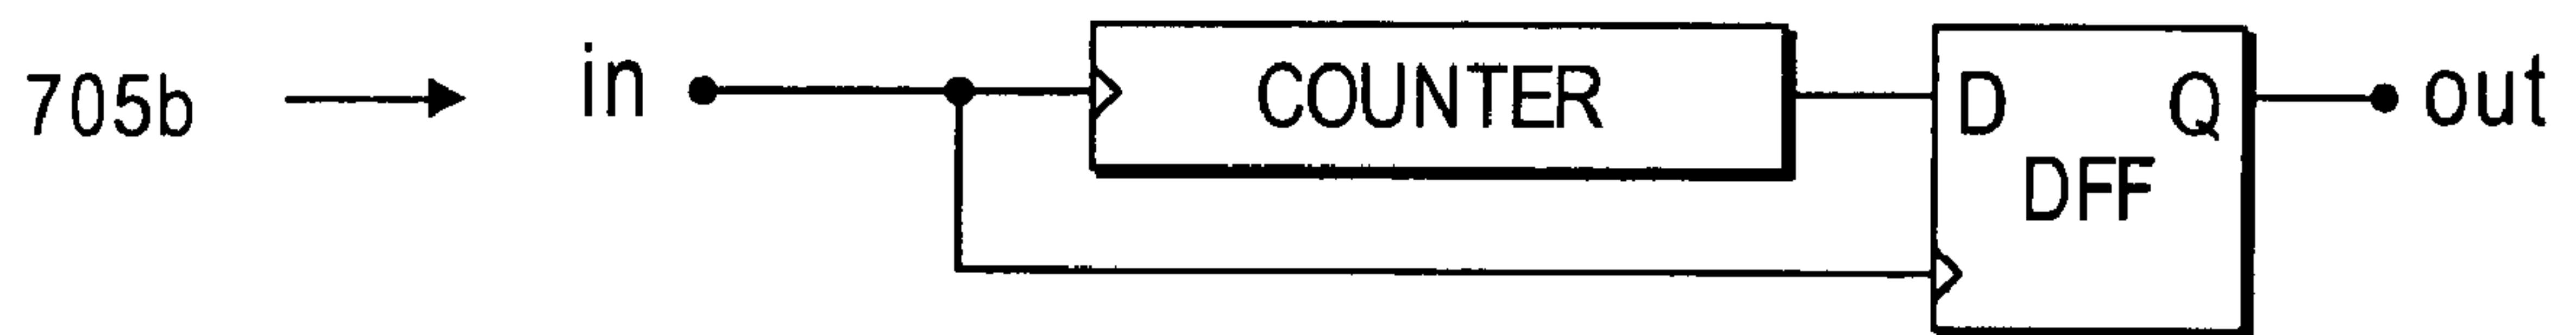 705b
in
COUNTER
D
Q
DFF
out